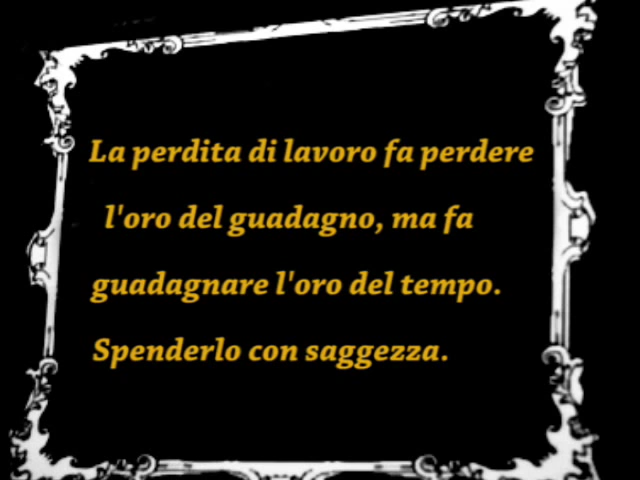 La perdita di lavoro fa perdere
l'oro del guadagno, ma fa
guadagnare l'oro del tempo.
Spenderlo con saggezza.